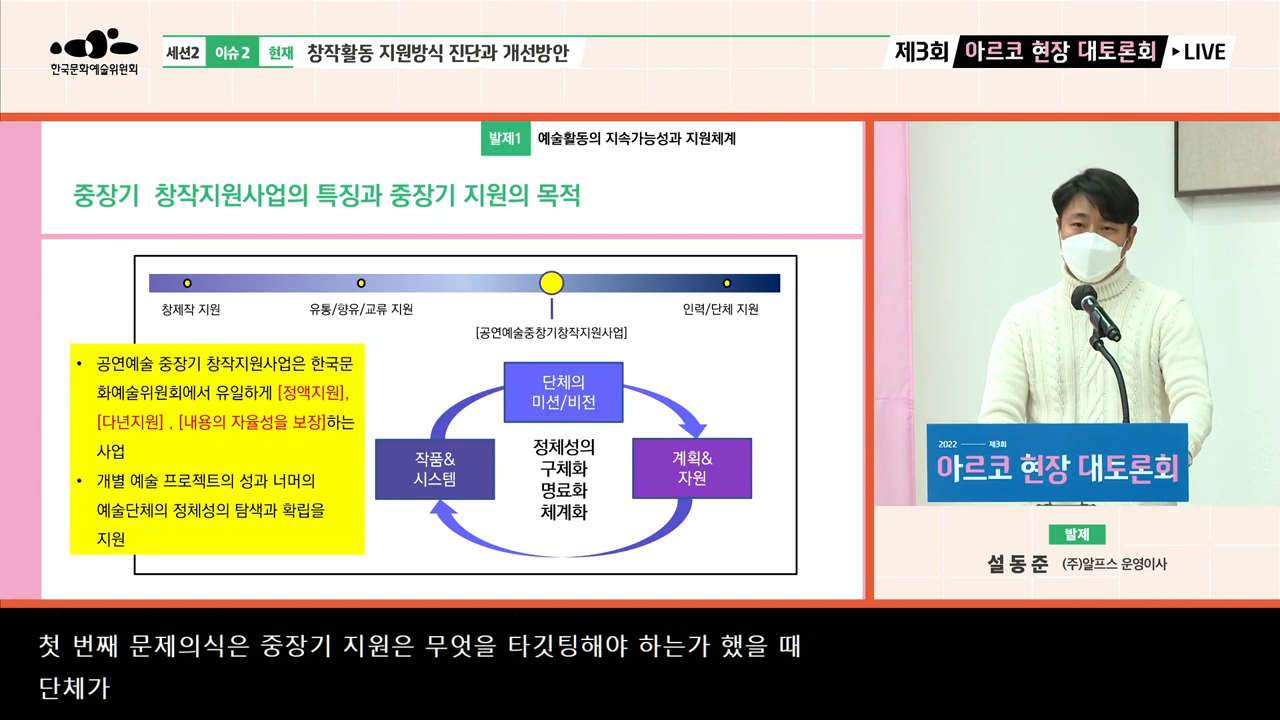 한국문화예술위원회
세션2 이슈 2 현재 창작활동 지원방식 진단과 개선방안
제3회 아르코 현장 대토론회 ▸LIVE
발제1 예술활동의 지속가능성과 지원체계
중장기 창작지원사업의 특징과 중장기 지원의 목적
창제작 지원
유통/향유/교류 지원
인력/단체 지원
[공연예술중창기창작지원사업]
• 공연예술 중장기 창작지원사업은 한국문
화예술위원회에서 유일하게 [정액지원],
[다년지원] , [내용의 자율성을 보장]하는
사업
• 개별 예술 프로젝트의 성과 너머의
예술단체의 정체성의 탐색과 확립을
지원
단체의
미션/비전
작품&
시스템
정체성의
구체화
명료화
체계화
계획&
자원
2022 제3회
아르코 현장 대토론회
발제
설동준 (주)알프스 운영이사
첫 번째 문제의식은 중장기 지원은 무엇을 타깃팅해야 하는가 했을 때
단체가